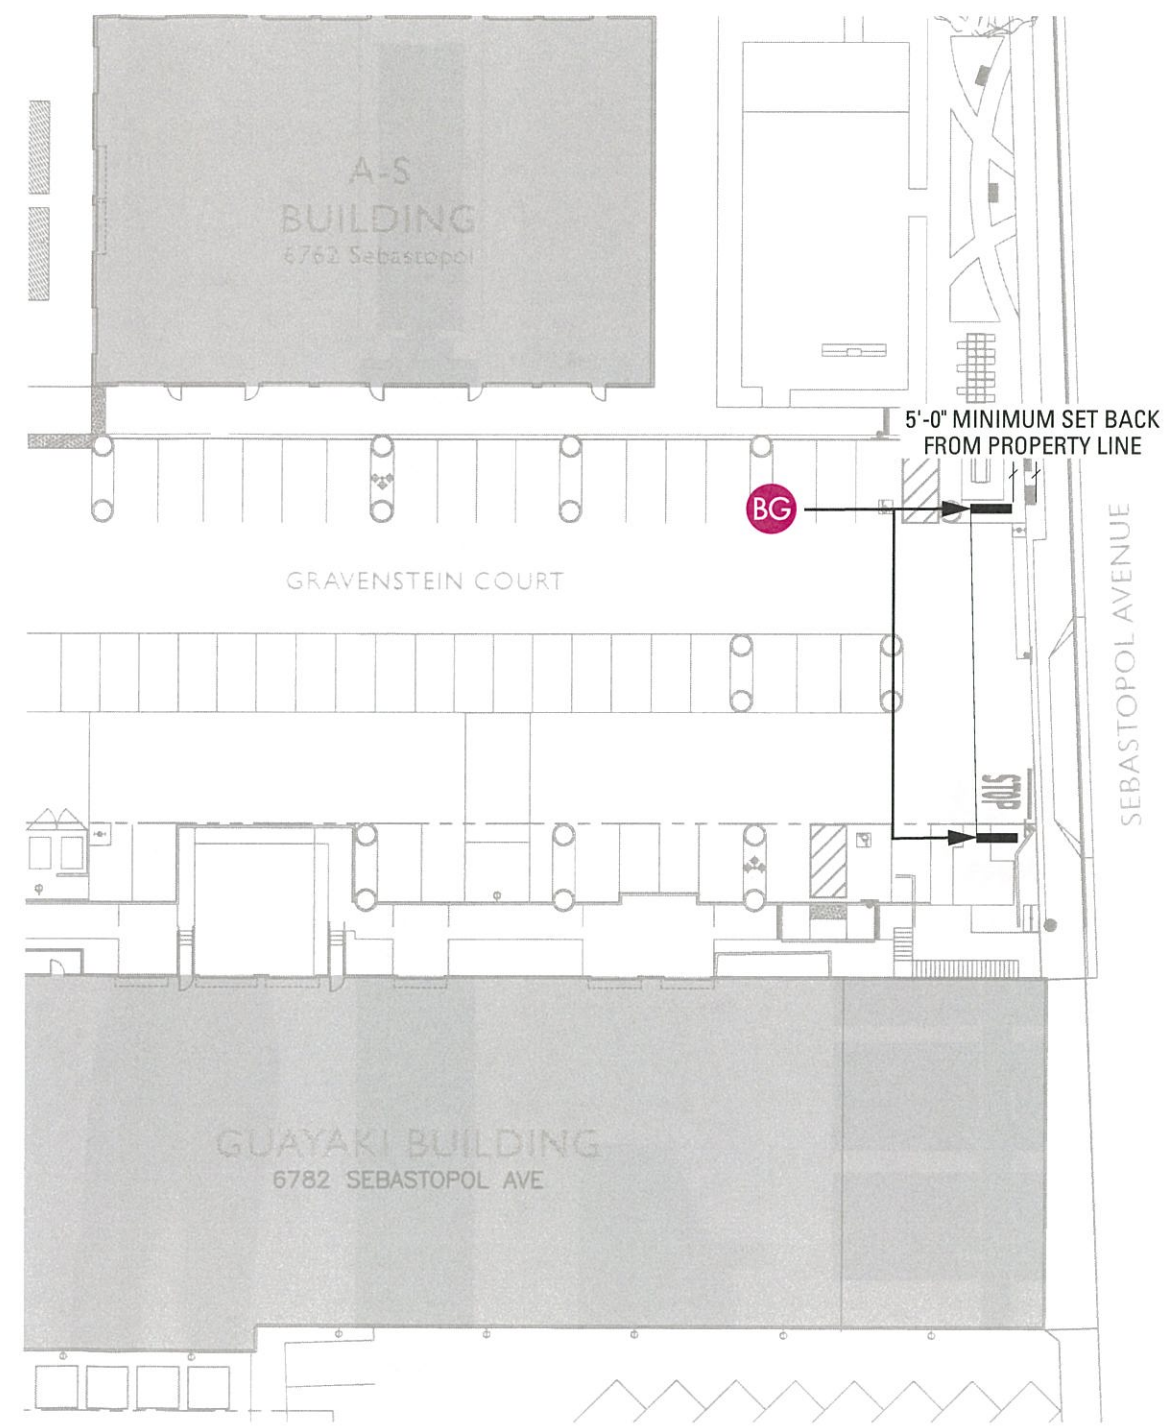 A-S
BUILDING
6762 Sebastopol
5'-0" MINIMUM SET BACK
FROM PROPERTY LINE
BG
GRAVENSTEIN COURT
SEBASTOPOL AVENUE
STOP
GUAYAKI BUILDING
6782 SEBASTOPOL AVE